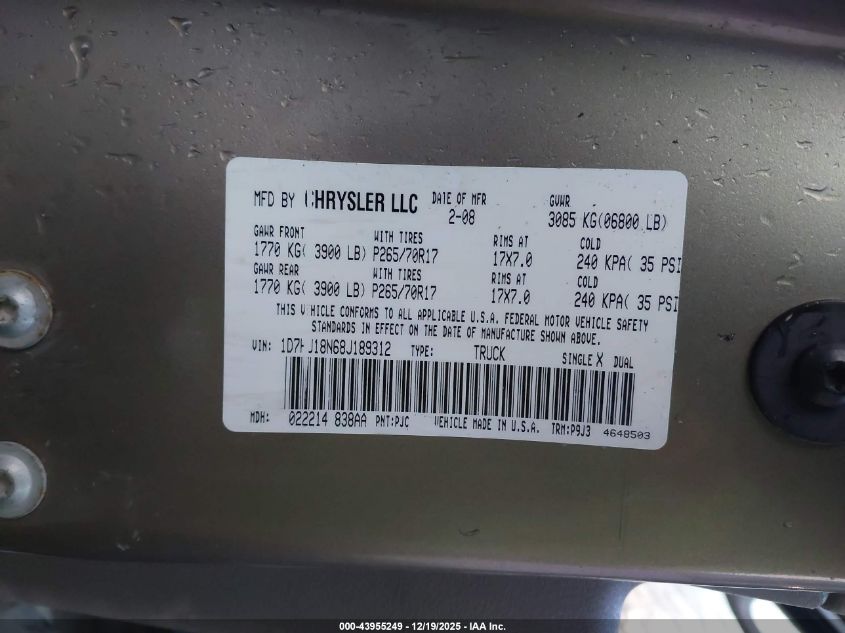 MFD BY CHRYSLER LLC DATE OF MFR 2-08 GVWR 3085 KG(06800 LB)
GAWR FRONT WITH TIRES RIMS AT COLD
1770 KG( 3900 LB) P265/70R17 17X7.0 240 KPA( 35 PSI
GAWR REAR WITH TIRES RIMS AT COLD
1770 KG( 3900 LB) P265/70R17 17X7.0 240 KPA( 35 PSI
THIS VEHICLE CONFORMS TO ALL APPLICABLE U.S.A. FEDERAL MOTOR VEHICLE SAFETY
STANDARDS IN EFFECT ON THE DATE OF MANUFACTURE SHOWN ABOVE.
VIN: 1D7HJ18N68J189312 TYPE: TRUCK SINGLE X DUAL
MDH: 022214 838AA PNT:PJC VEHICLE MADE IN U.S.A. TRM:P9J3 4648503
000-43955249 - 12/19/2025 - IAA Inc.